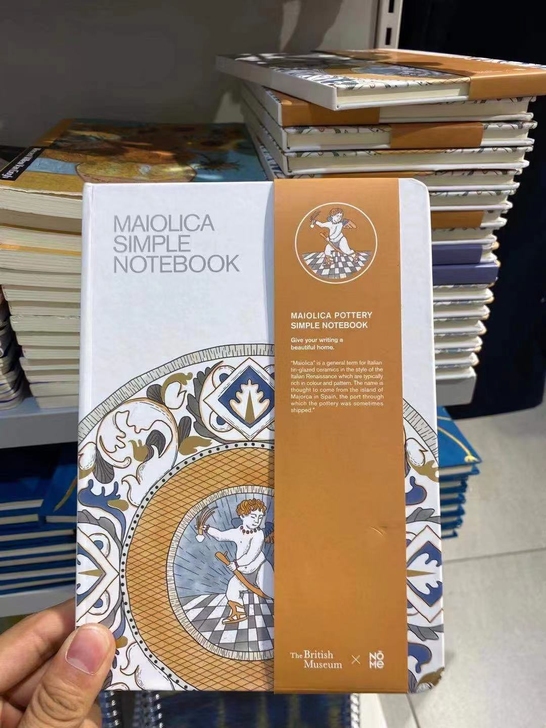 MAIOLICA
SIMPLE
NOTEBOOK
MAIOLICA POTTERY
SIMPLE NOTEBOOK
Give your writing a
beautiful home.
"Maiolica" is a general term for Italian
tin-glazed ceramics in the style of the
Italian Renaissance which are typically
rich in colour and pattern. The name is
thought to come from the island of
Majorca in Spain, the port through
which the pottery was sometimes
shipped."
The British
Museum
×
NŌ
MĒ